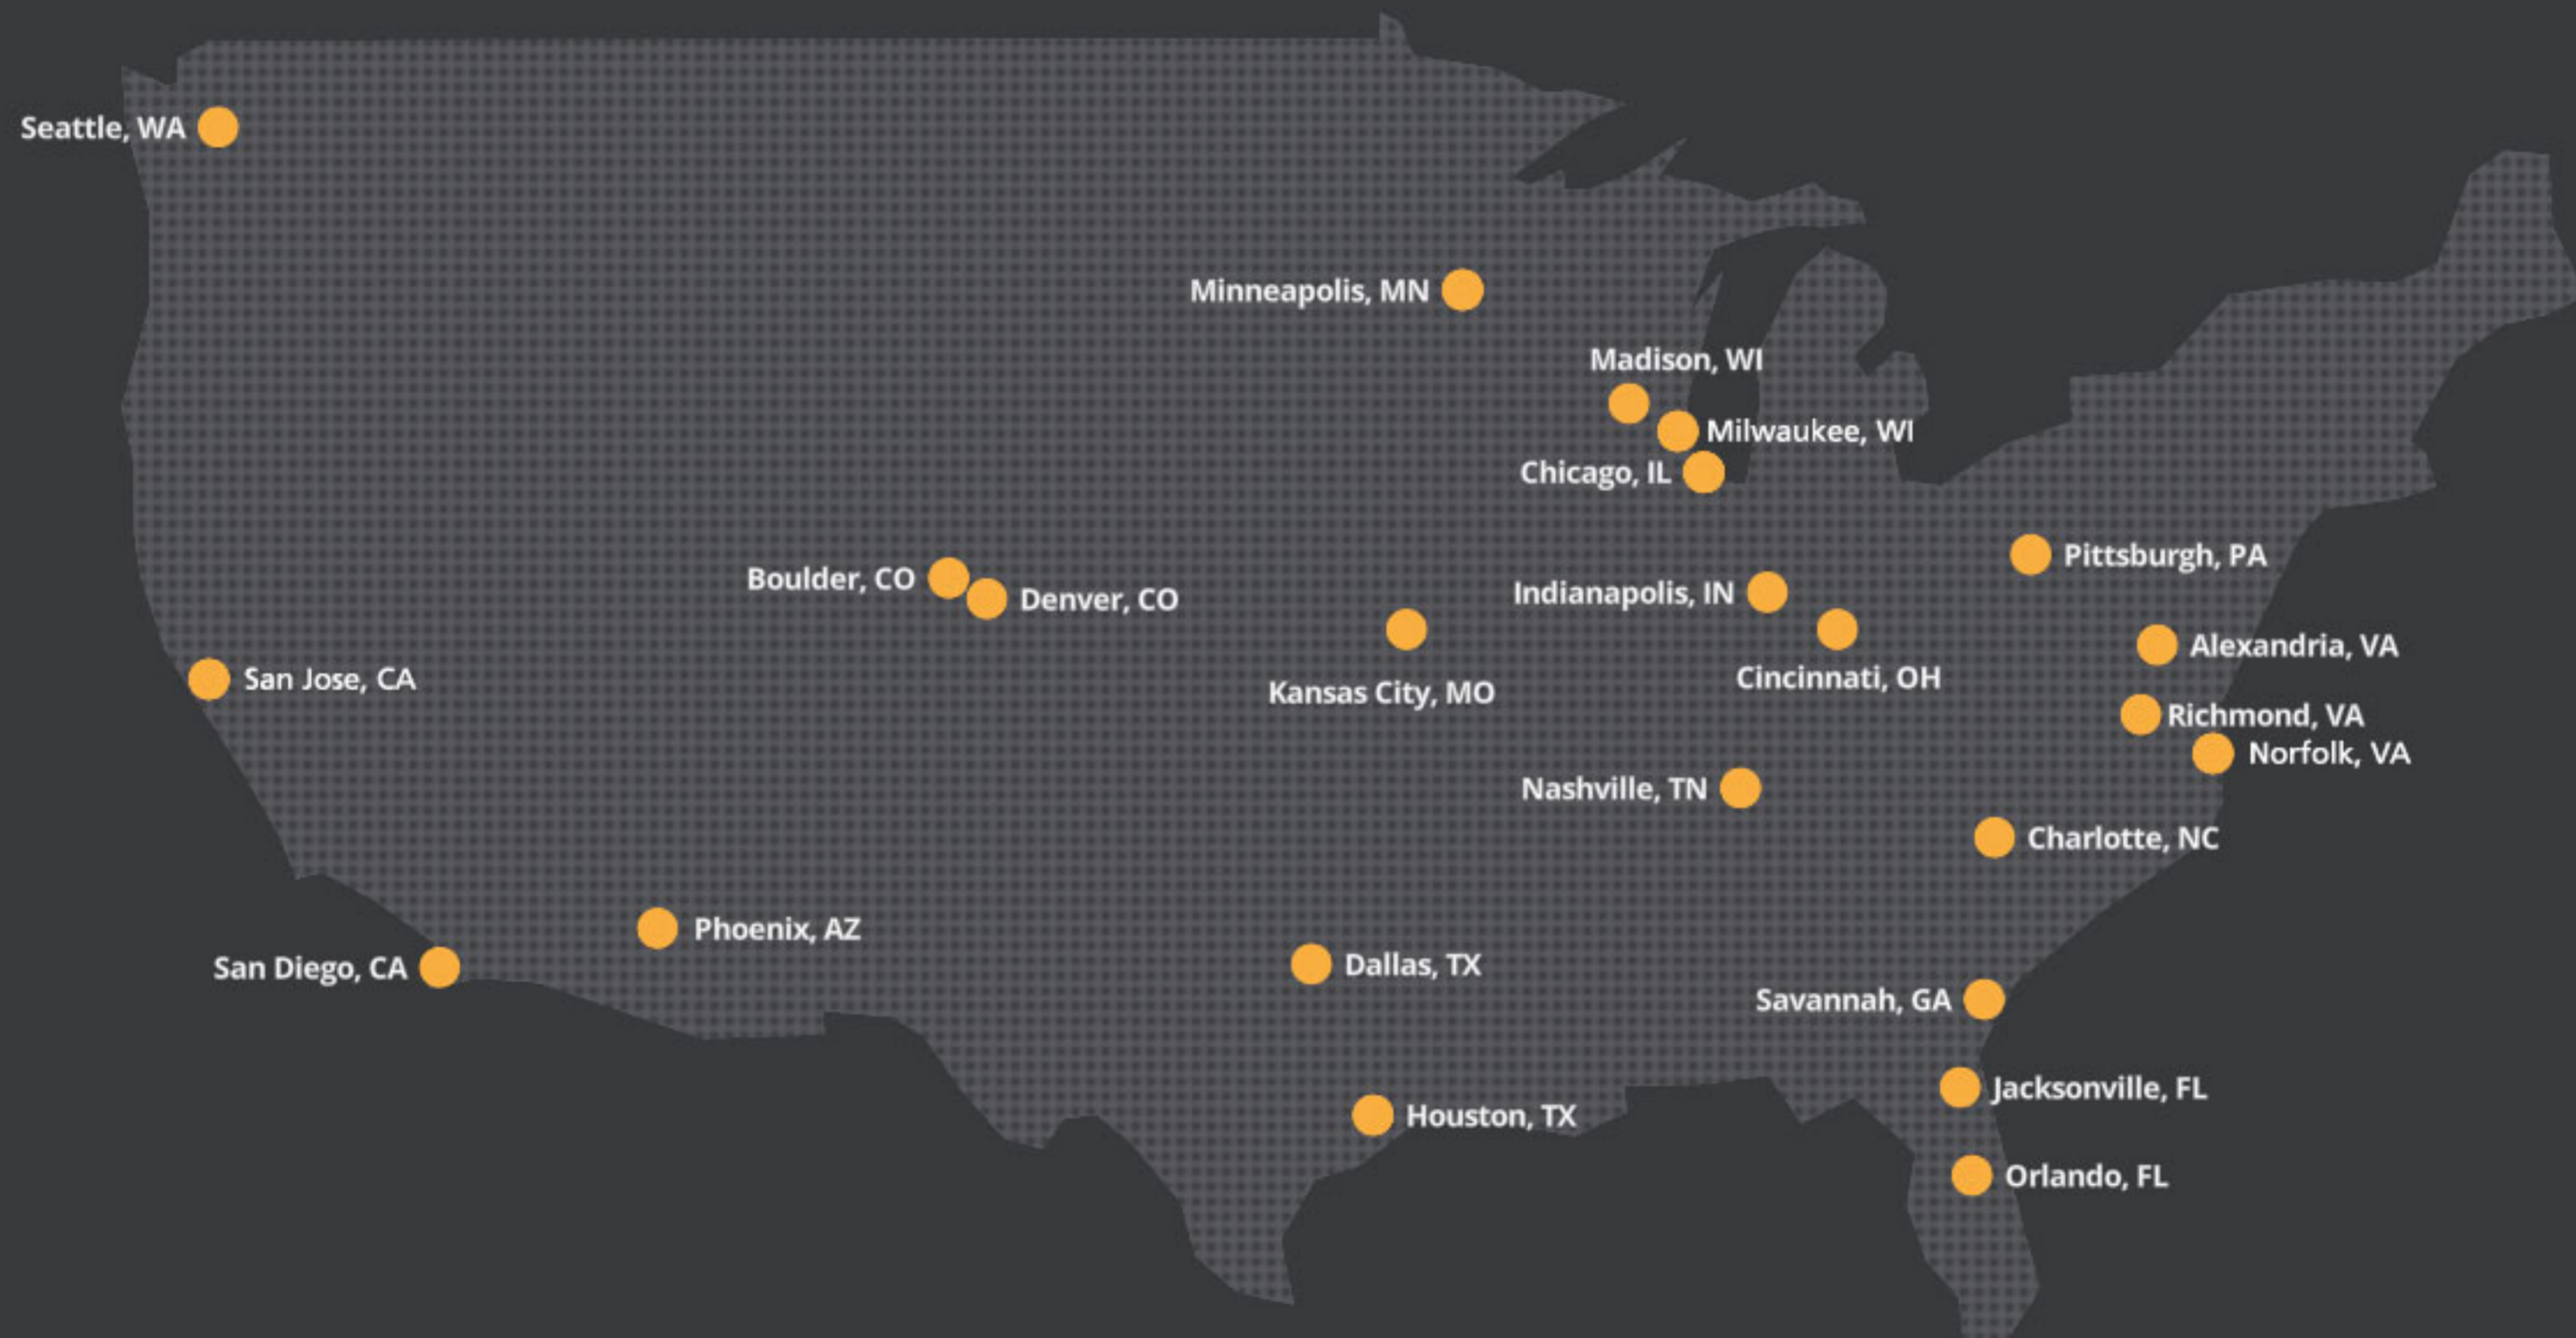 Seattle, WA
Minneapolis, MN
Madison, WI
Milwaukee, WI
Chicago, IL
Pittsburgh, PA
Boulder, CO
Denver, CO
Indianapolis, IN
Alexandria, VA
San Jose, CA
Kansas City, MO
Cincinnati, OH
Richmond, VA
Norfolk, VA
Nashville, TN
Charlotte, NC
Phoenix, AZ
San Diego, CA
Dallas, TX
Savannah, GA
Jacksonville, FL
Houston, TX
Orlando, FL